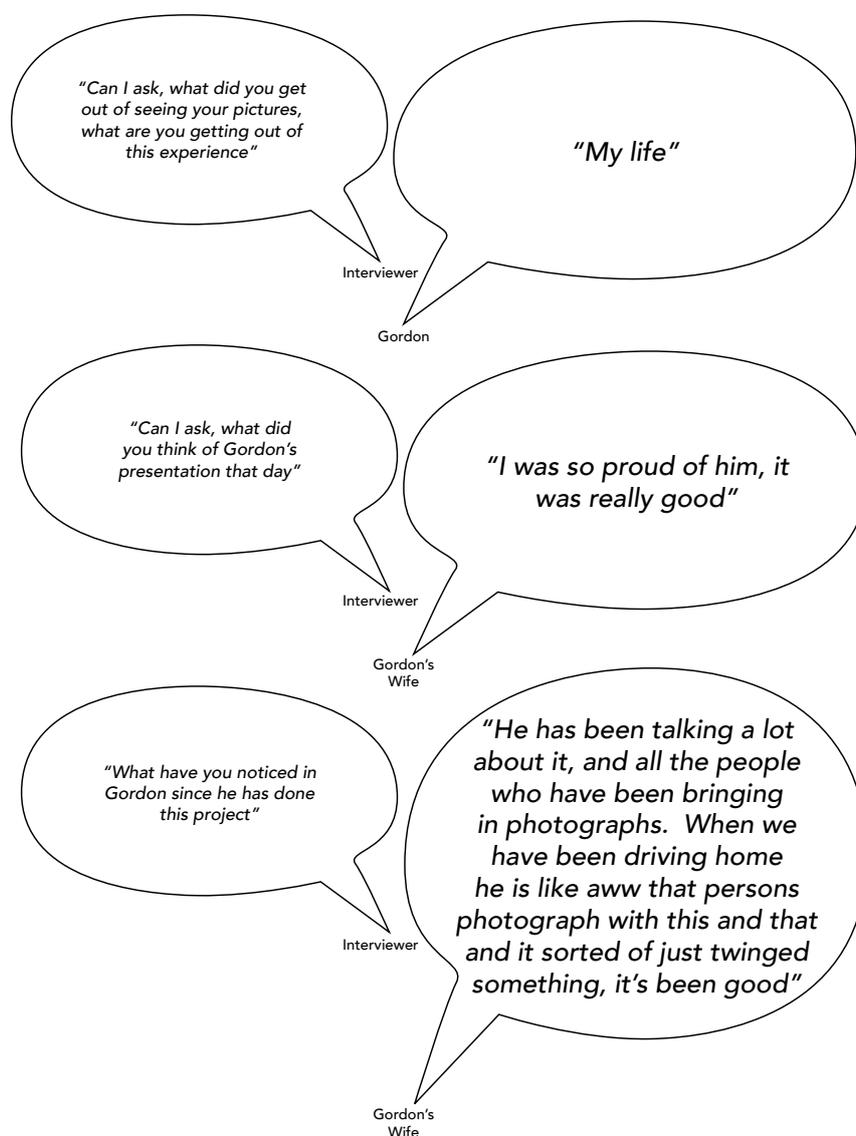 “Can I ask, what did you get
out of seeing your pictures,
what are you getting out of
this experience”
Interviewer
“My life”
Gordon
“Can I ask, what did
you think of Gordon’s
presentation that day”
Interviewer
“I was so proud of him, it
was really good”
Gordon’s
Wife
“What have you noticed in
Gordon since he has done
this project”
Interviewer
“He has been talking a lot
about it, and all the people
who have been bringing
in photographs.  When we
have been driving home
he is like aww that persons
photograph with this and that
and it sorted of just twinged
something, it’s been good”
Gordon’s
Wife